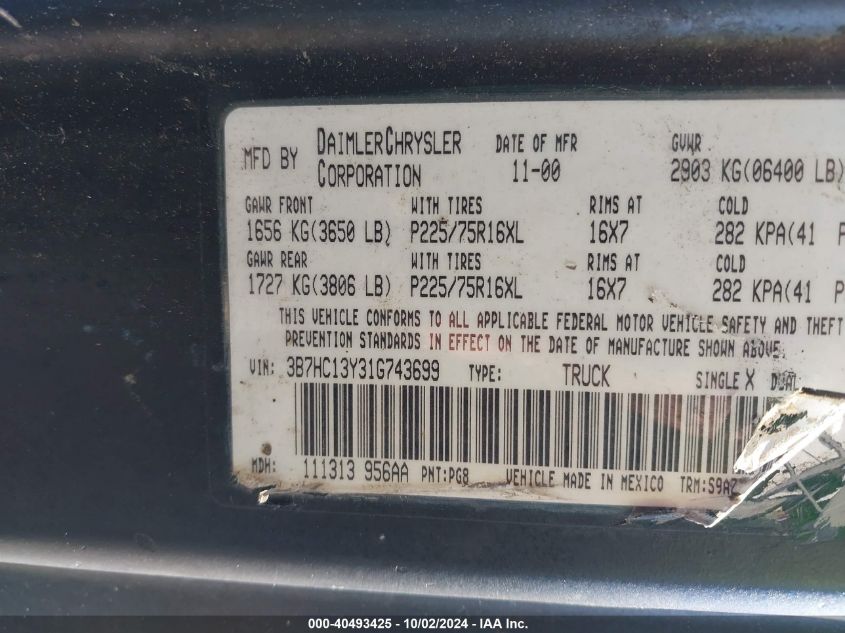 MFD BY DAIMLERCHRYSLER CORPORATION DATE OF MFR 11-00 GVWR 2903 KG(06400 LB)
GAWR FRONT WITH TIRES RIMS AT COLD
1656 KG(3650 LB) P225/75R16XL 16X7 282 KPA(41 P
GAWR REAR WITH TIRES RIMS AT COLD
1727 KG(3806 LB) P225/75R16XL 16X7 282 KPA(41 P
THIS VEHICLE CONFORMS TO ALL APPLICABLE FEDERAL MOTOR VEHICLE SAFETY AND THEFT
PREVENTION STANDARDS IN EFFECT ON THE DATE OF MANUFACTURE SHOWN ABOVE.
VIN: 3B7HC13Y31G743699 TYPE: TRUCK SINGLE X DUAL
MDH: 111313 956AA PNT:PG8 VEHICLE MADE IN MEXICO TRM:S9AZ
000-40493425 - 10/02/2024 - IAA Inc.